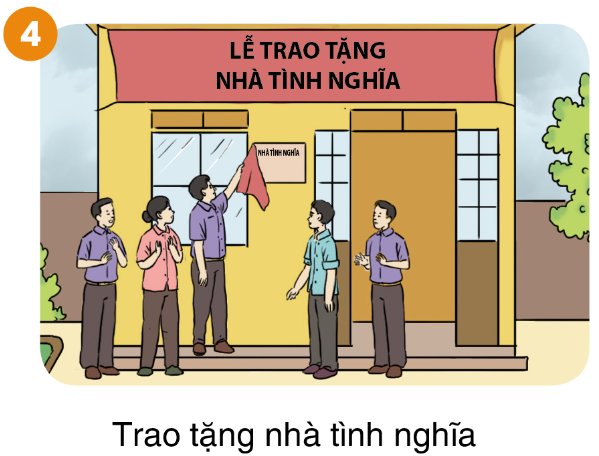 4
LỄ TRAO TẶNG
NHÀ TÌNH NGHĨA
NHÀ TÌNH NGHĨA
Trao tặng nhà tình nghĩa